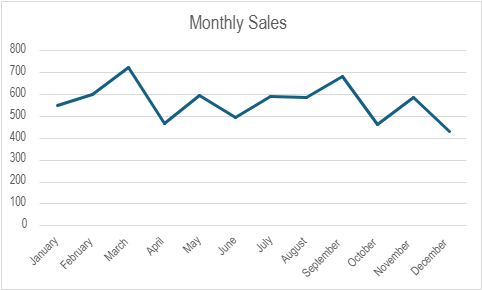 Monthly Sales
800
700
600
500
400
300
200
100
0
January
February
March
April
May
June
July
August
September
October
November
December